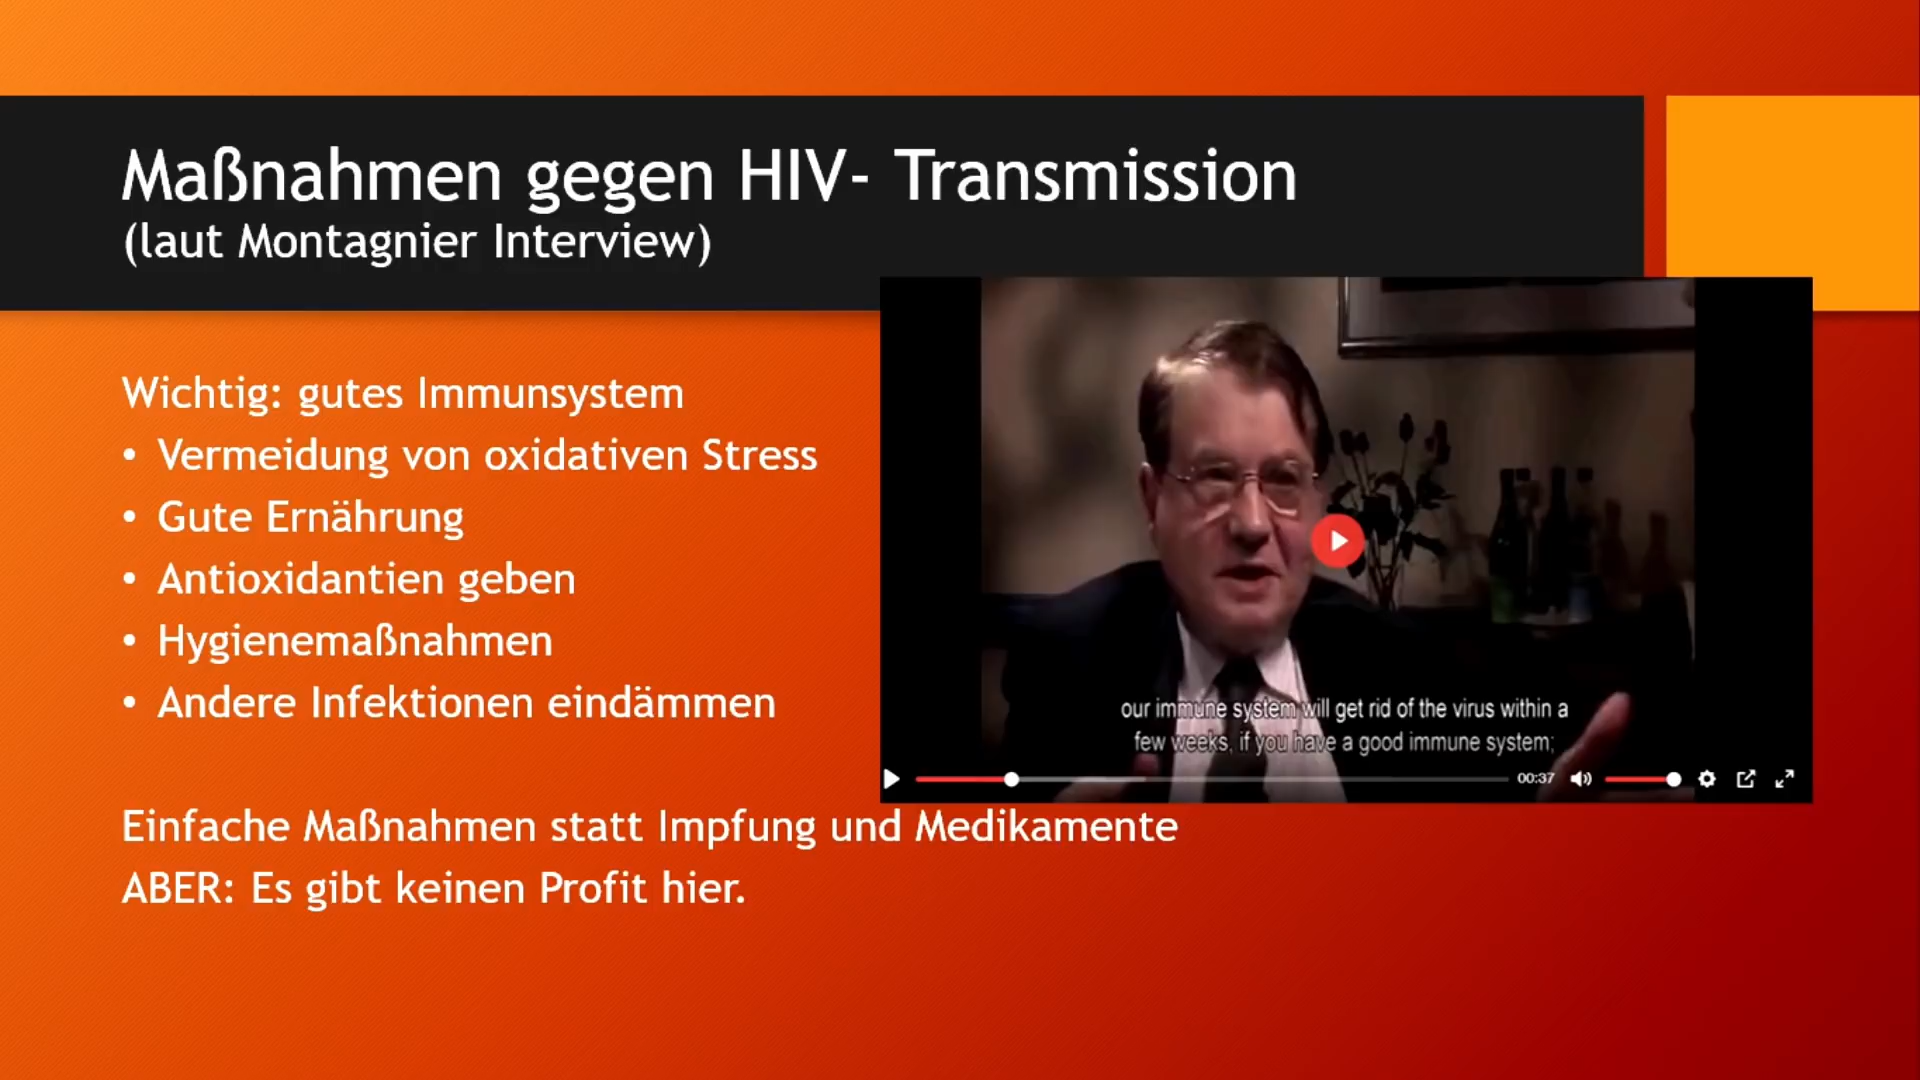 Maßnahmen gegen HIV- Transmission
(laut Montagnier Interview)
Wichtig: gutes Immunsystem
• Vermeidung von oxidativen Stress
• Gute Ernährung
• Antioxidantien geben
• Hygienemaßnahmen
• Andere Infektionen eindämmen
our immune system will get rid of the virus within a
few weeks, if you have a good immune system;
00:37
Einfache Maßnahmen statt Impfung und Medikamente
ABER: Es gibt keinen Profit hier.